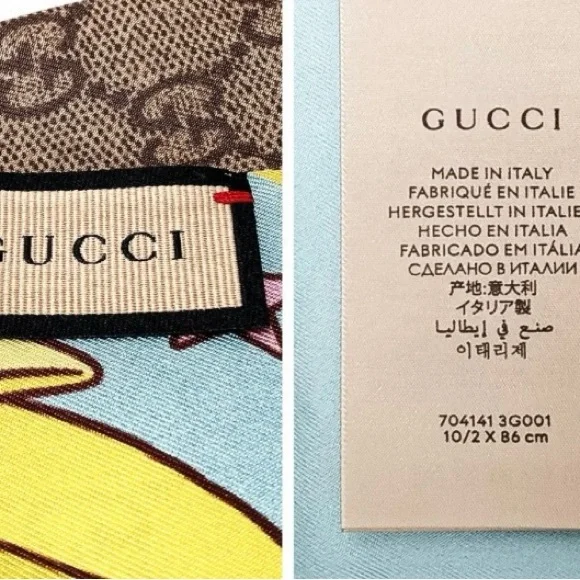 GUCCI
GUCCI
MADE IN ITALY
FABRIQUÉ EN ITALIE
HERGESTELLT IN ITALIE
HECHO EN ITALIA
FABRICADO EM ITÁLIA
СДЕЛАНО В ИТАЛИИ
产地:意大利
イタリア製
صنع في إيطاليا
이태리제
704141 3G001
10/2 X 86 cm